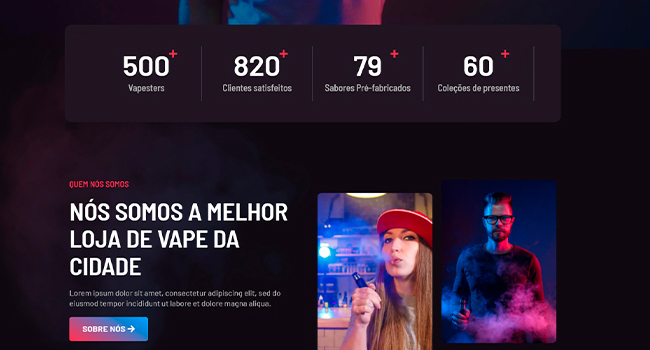 500+
820+
79+
60+
Vapesters
Clientes satisfeitos
Sabores Pré-fabricados
Coleções de presentes
QUEM NÓS SOMOS
NÓS SOMOS A MELHOR
LOJA DE VAPE DA
CIDADE
Lorem ipsum dolor sit amet, consectetur adipiscing elit, sed do
eiusmod tempor incididunt ut labore et dolore magna aliqua.
SOBRE NÓS →